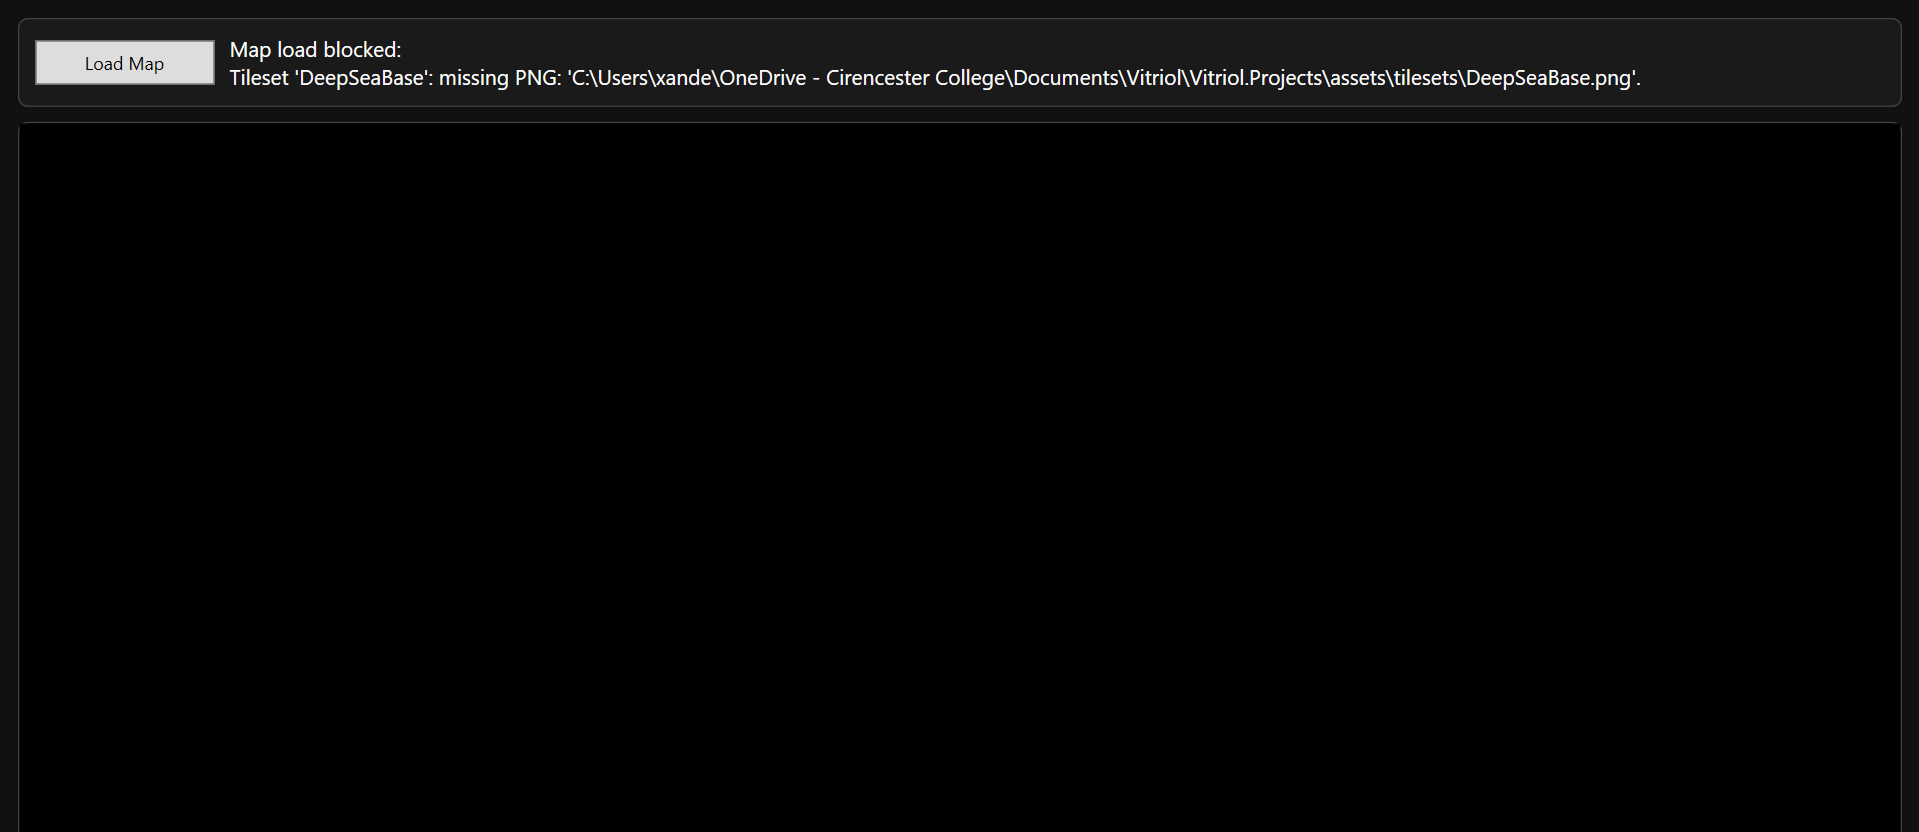 Load Map
Map load blocked:
Tileset 'DeepSeaBase': missing PNG: 'C:\Users\xande\OneDrive - Cirencester College\Documents\Vitriol\Vitriol.Projects\assets\tilesets\DeepSeaBase.png'.